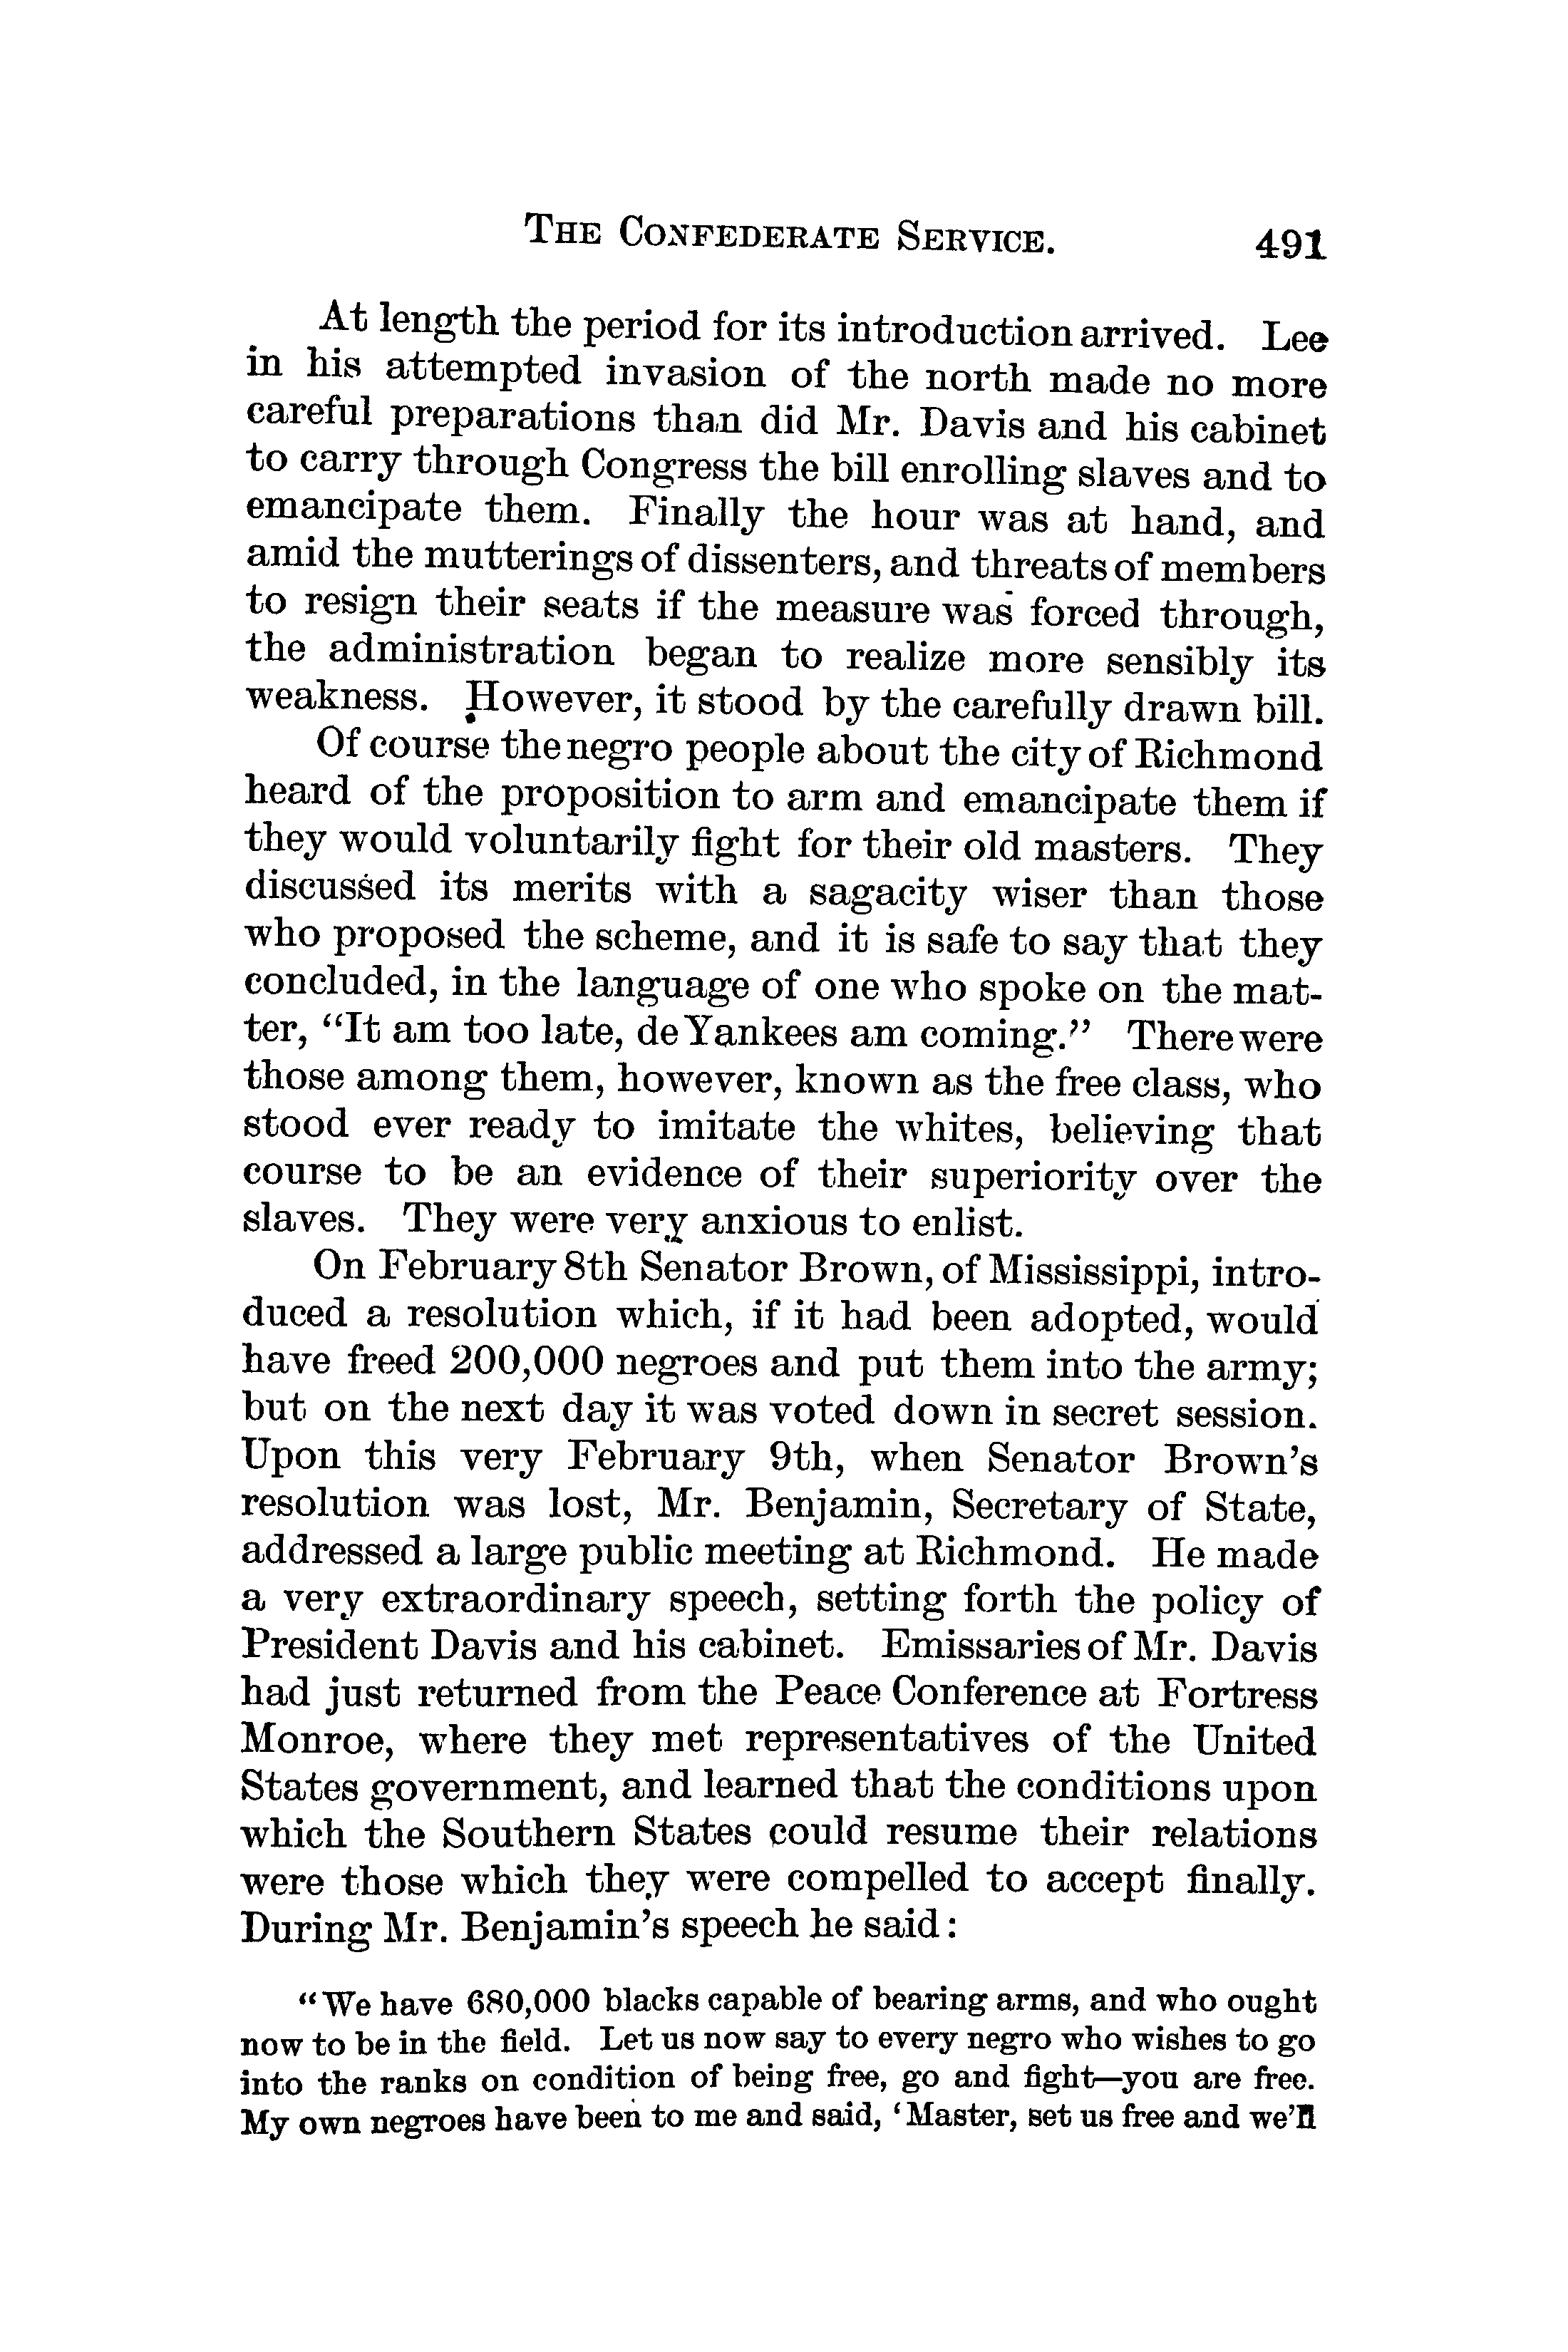 THE CONFEDERATE SERVICE. 491
At length the period for its introduction arrived. Lee
in his attempted invasion of the north made no more
careful preparations than did Mr. Davis and his cabinet
to carry through Congress the bill enrolling slaves and to
emancipate them. Finally the hour was at hand, and
amid the mutterings of dissenters, and threats of members
to resign their seats if the measure was forced through,
the administration began to realize more sensibly its
weakness. However, it stood by the carefully drawn bill.
Of course the negro people about the city of Richmond
heard of the proposition to arm and emancipate them if
they would voluntarily fight for their old masters. They
discussed its merits with a sagacity wiser than those
who proposed the scheme, and it is safe to say that they
concluded, in the language of one who spoke on the mat-
ter, “It am too late, de Yankees am coming.” There were
those among them, however, known as the free class, who
stood ever ready to imitate the whites, believing that
course to be an evidence of their superiority over the
slaves. They were very anxious to enlist.
On February 8th Senator Brown, of Mississippi, intro-
duced a resolution which, if it had been adopted, would
have freed 200,000 negroes and put them into the army;
but on the next day it was voted down in secret session.
Upon this very February 9th, when Senator Brown’s
resolution was lost, Mr. Benjamin, Secretary of State,
addressed a large public meeting at Richmond. He made
a very extraordinary speech, setting forth the policy of
President Davis and his cabinet. Emissaries of Mr. Davis
had just returned from the Peace Conference at Fortress
Monroe, where they met representatives of the United
States government, and learned that the conditions upon
which the Southern States could resume their relations
were those which they were compelled to accept finally.
During Mr. Benjamin’s speech he said:
“We have 680,000 blacks capable of bearing arms, and who ought
now to be in the field. Let us now say to every negro who wishes to go
into the ranks on condition of being free, go and fight—you are free.
My own negroes have been to me and said, ‘Master, set us free and we’ll